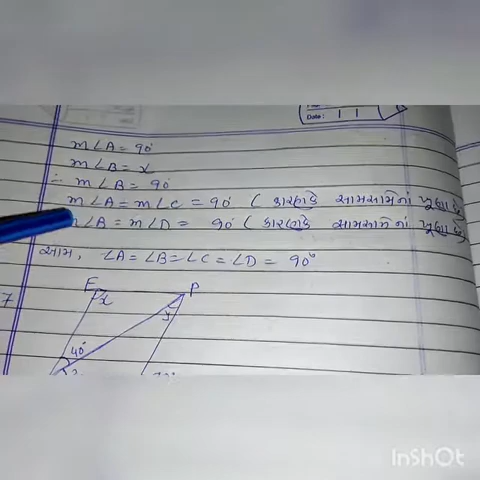 Date:
m∠A = 90°
m∠B = x
∴ m∠B = 90°
m∠A = m∠C = 90° ( કારણકે સામસામેનાં ખૂણા
m∠B = m∠D = 90° ( કારણકે સામસામેનાં ખૂણા
આમ, ∠A = ∠B = ∠C = ∠D = 90°
7
E P
x
y
40°
InShOt